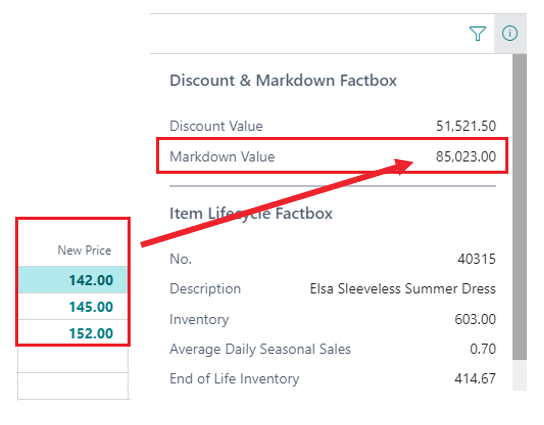 Discount & Markdown Factbox
Discount Value 51,521.50
Markdown Value 85,023.00
Item Lifecycle Factbox
No. 40315
Description Elsa Sleeveless Summer Dress
Inventory 603.00
Average Daily Seasonal Sales 0.70
End of Life Inventory 414.67
New Price
142.00
145.00
152.00